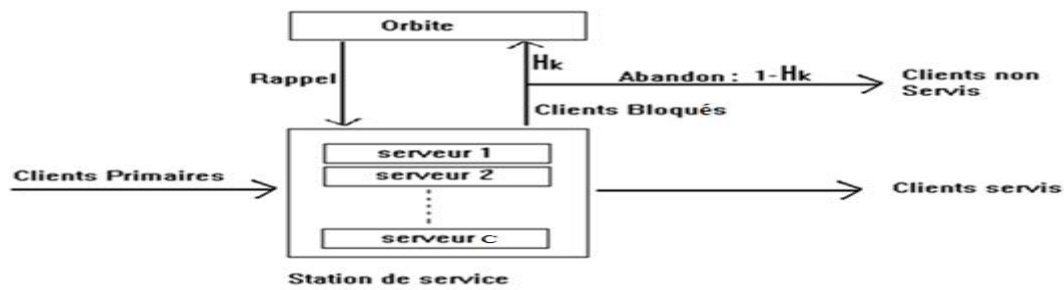 Orbite
Rappel
Hk
Abandon : 1-Hk
Clients non
Servis
Clients Bloqués
Clients Primaires
serveur 1
serveur 2
serveur C
Clients servis
Station de service